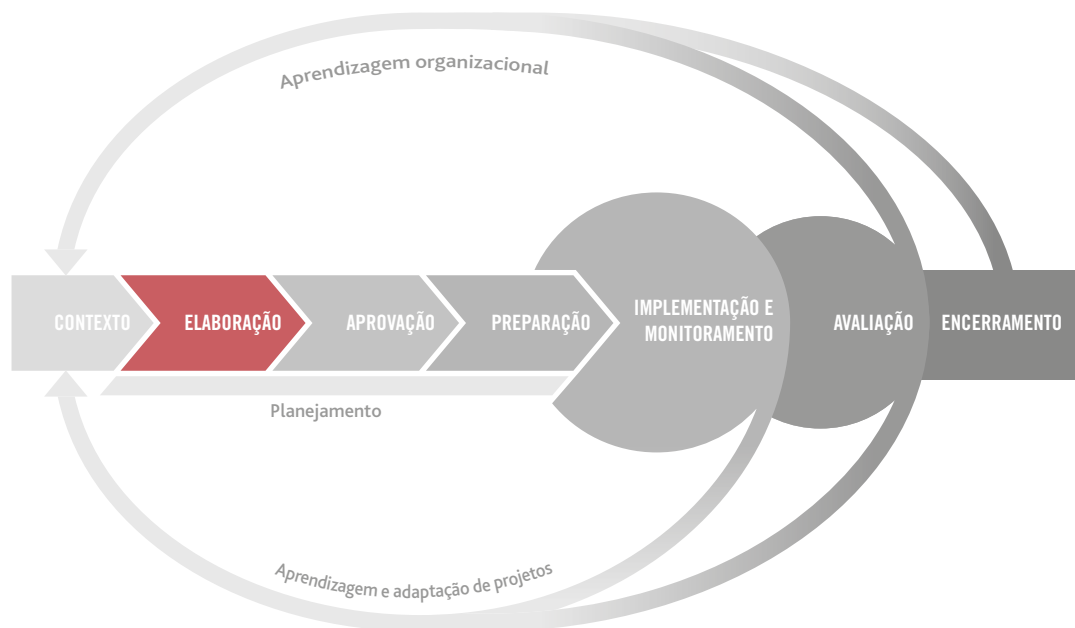 Aprendizagem organizacional
CONTEXTO
ELABORAÇÃO
APROVAÇÃO
PREPARAÇÃO
IMPLEMENTAÇÃO E
MONITORAMENTO
AVALIAÇÃO
ENCERRAMENTO
Planejamento
Aprendizagem e adaptação de projetos